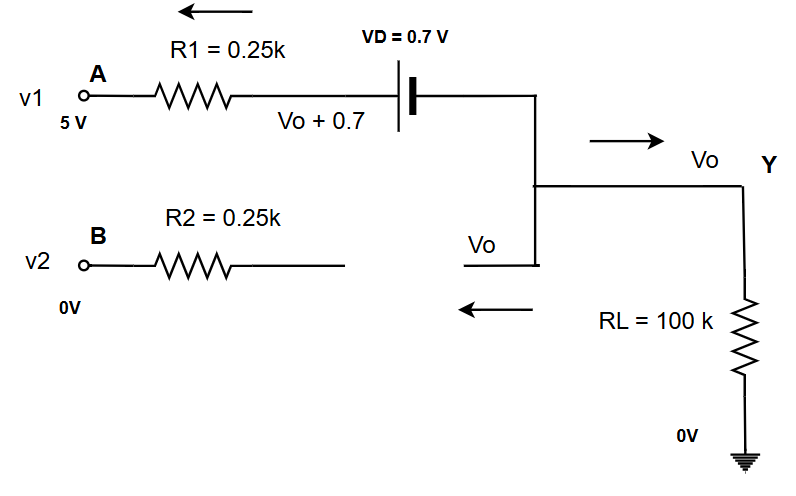 VD = 0.7 V
R1 = 0.25k
A
v1
5 V
Vo + 0.7
Vo
Y
R2 = 0.25k
B
v2
Vo
0V
RL = 100 k
0V